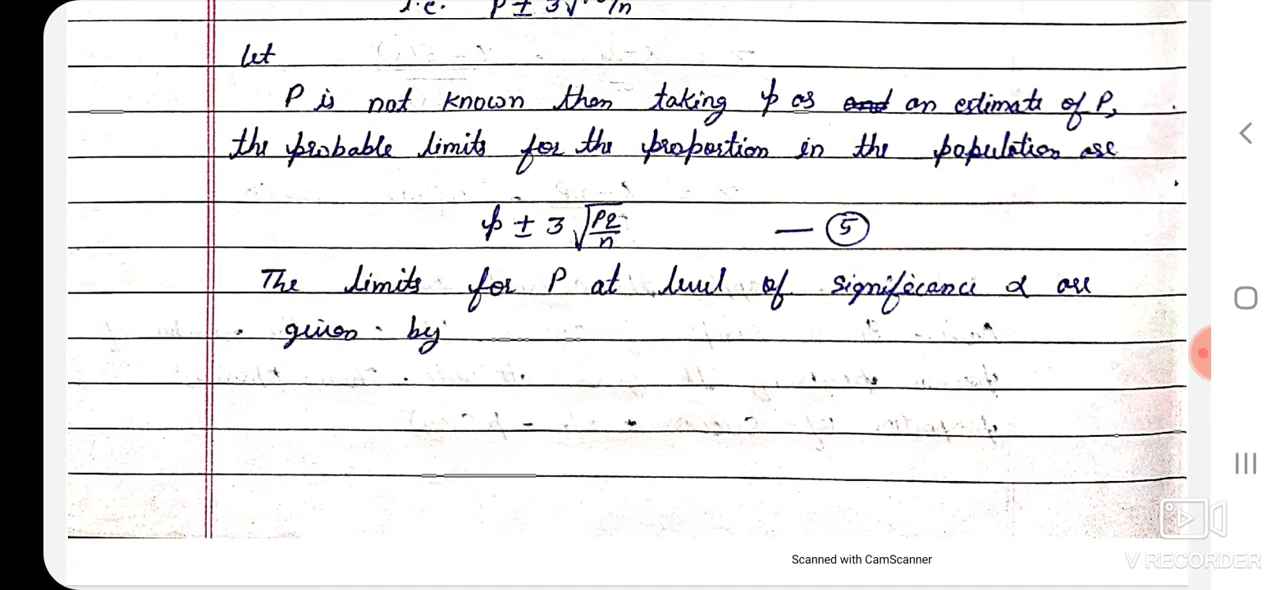 i.e. P ± 3√ /n
let
P is not known then taking p as and an estimate of P,
the probable limits for the proportion in the population are
p ± 3 √pq/n — ⑤
The limits for P at level of significance α are
given by
Scanned with CamScanner
V RECORDER